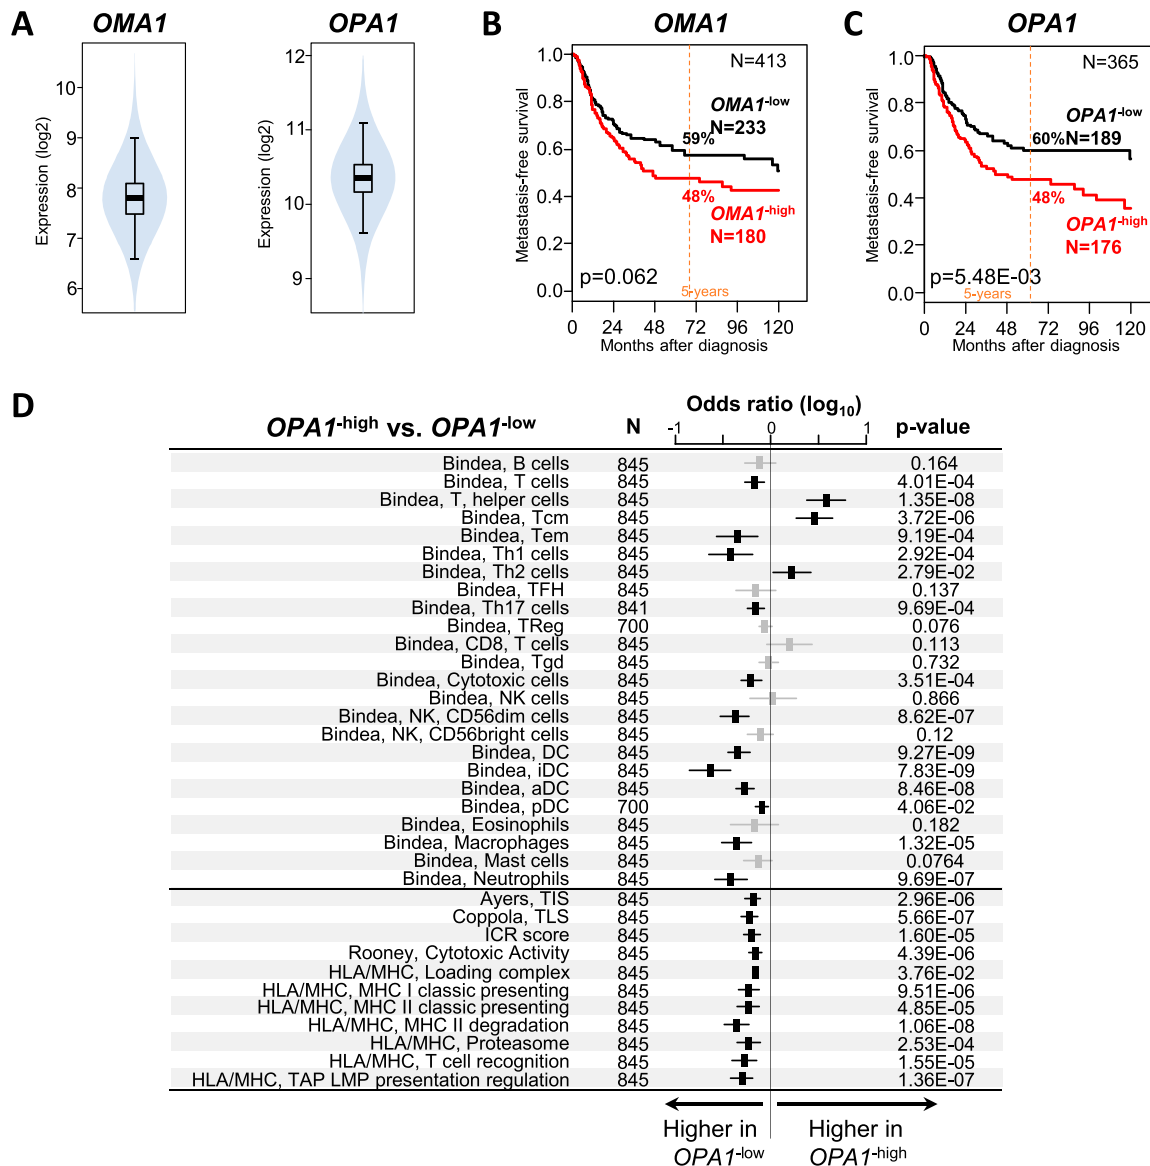 A
OMA1
OPA1
Expression (log2)
10
9
8
7
6
Expression (log2)
12
11
10
9
B
OMA1
Metastasis-free survival
1.0
0.8
0.6
0.4
0.2
0.0
N=413
OMA1-low
N=233
59%
48%
OMA1-high
N=180
p=0.062
5-years
0 24 48 72 96 120
Months after diagnosis
C
OPA1
Metastasis-free survival
1.0
0.8
0.6
0.4
0.2
0.0
N=365
OPA1-low
60% N=189
48%
OPA1-high
N=176
p=5.48E-03
5-years
0 24 48 72 96 120
Months after diagnosis
D
Odds ratio (log10)
OPA1-high vs. OPA1-low N -1 0 1 p-value
Bindea, B cells 845 0.164
Bindea, T cells 845 4.01E-04
Bindea, T, helper cells 845 1.35E-08
Bindea, Tcm 845 3.72E-06
Bindea, Tem 845 9.19E-04
Bindea, Th1 cells 845 2.92E-04
Bindea, Th2 cells 845 2.79E-02
Bindea, TFH 845 0.137
Bindea, Th17 cells 841 9.69E-04
Bindea, TReg 700 0.076
Bindea, CD8, T cells 845 0.113
Bindea, Tgd 845 0.732
Bindea, Cytotoxic cells 845 3.51E-04
Bindea, NK cells 845 0.866
Bindea, NK, CD56dim cells 845 8.62E-07
Bindea, NK, CD56bright cells 845 0.12
Bindea, DC 845 9.27E-09
Bindea, iDC 845 7.83E-09
Bindea, aDC 845 8.46E-08
Bindea, pDC 700 4.06E-02
Bindea, Eosinophils 845 0.182
Bindea, Macrophages 845 1.32E-05
Bindea, Mast cells 845 0.0764
Bindea, Neutrophils 845 9.69E-07
Ayers, TIS 845 2.96E-06
Coppola, TLS 845 5.66E-07
ICR score 845 1.60E-05
Rooney, Cytotoxic Activity 845 4.39E-06
HLA/MHC, Loading complex 845 3.76E-02
HLA/MHC, MHC I classic presenting 845 9.51E-06
HLA/MHC, MHC II classic presenting 845 4.85E-05
HLA/MHC, MHC II degradation 845 1.06E-08
HLA/MHC, Proteasome 845 2.53E-04
HLA/MHC, T cell recognition 845 1.55E-05
HLA/MHC, TAP LMP presentation regulation 845 1.36E-07
Higher in
OPA1-low
Higher in
OPA1-high